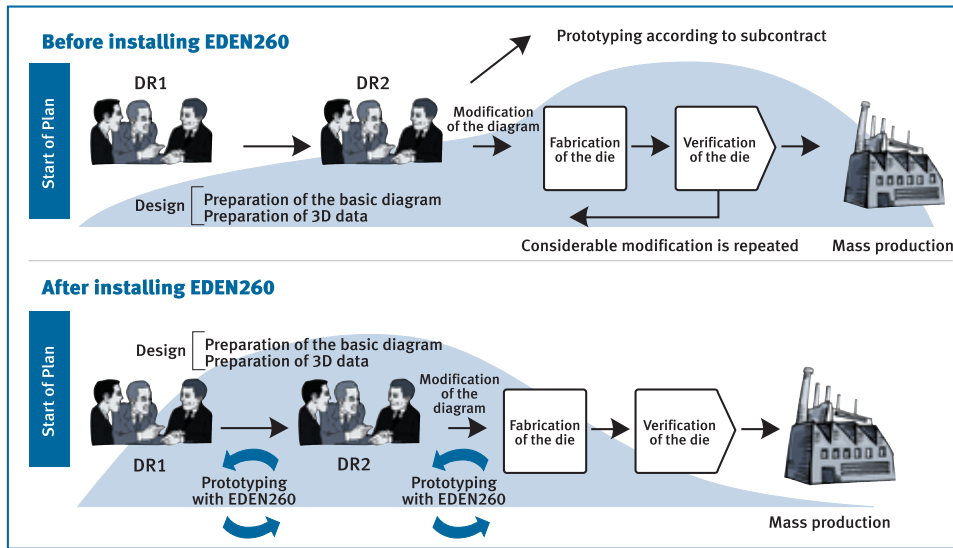 Before installing EDEN260
Prototyping according to subcontract
Start of Plan
DR1
DR2
Modification
of the diagram
Fabrication
of the die
Verification
of the die
Design
Preparation of the basic diagram
Preparation of 3D data
Considerable modification is repeated
Mass production
After installing EDEN260
Start of Plan
Design
Preparation of the basic diagram
Preparation of 3D data
Modification
of the
diagram
Fabrication
of the die
Verification
of the die
DR1
DR2
Prototyping
with EDEN260
Prototyping
with EDEN260
Mass production